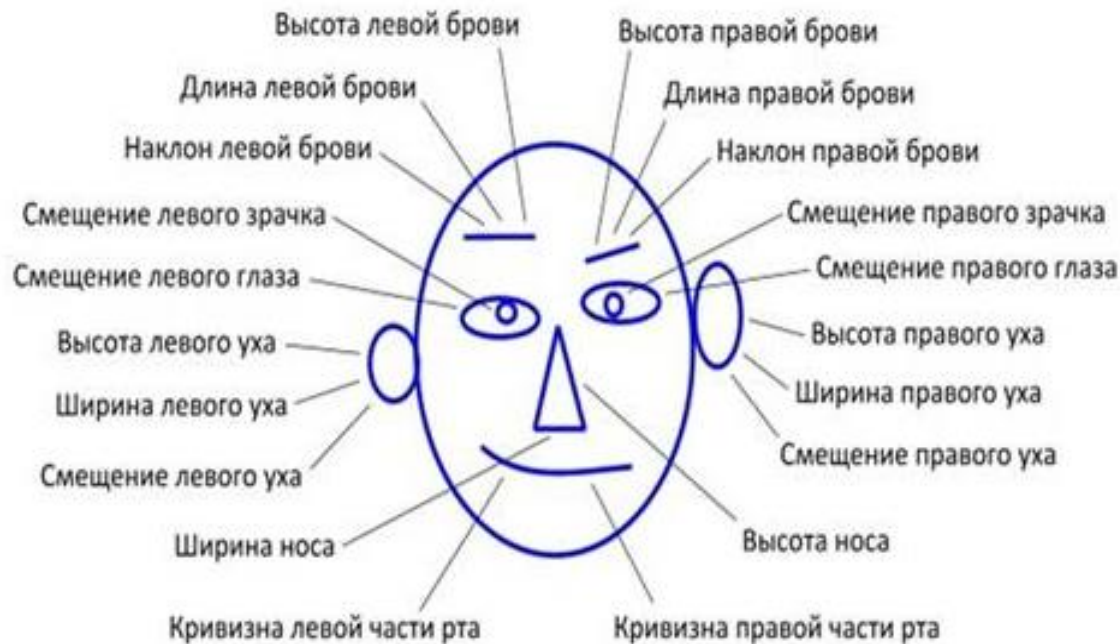 Высота левой брови
Высота правой брови
Длина левой брови
Длина правой брови
Наклон левой брови
Наклон правой брови
Смещение левого зрачка
Смещение правого зрачка
Смещение левого глаза
Смещение правого глаза
Высота левого уха
Высота правого уха
Ширина левого уха
Ширина правого уха
Смещение левого уха
Смещение правого уха
Ширина носа
Высота носа
Кривизна левой части рта
Кривизна правой части рта